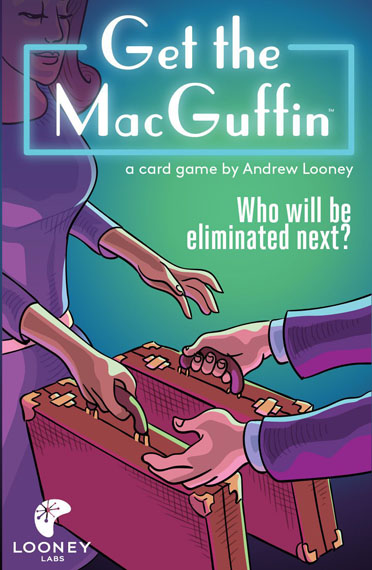 Get the
MacGuffin™
a card game by Andrew Looney
Who will be
eliminated next?
LOONEY
LABS